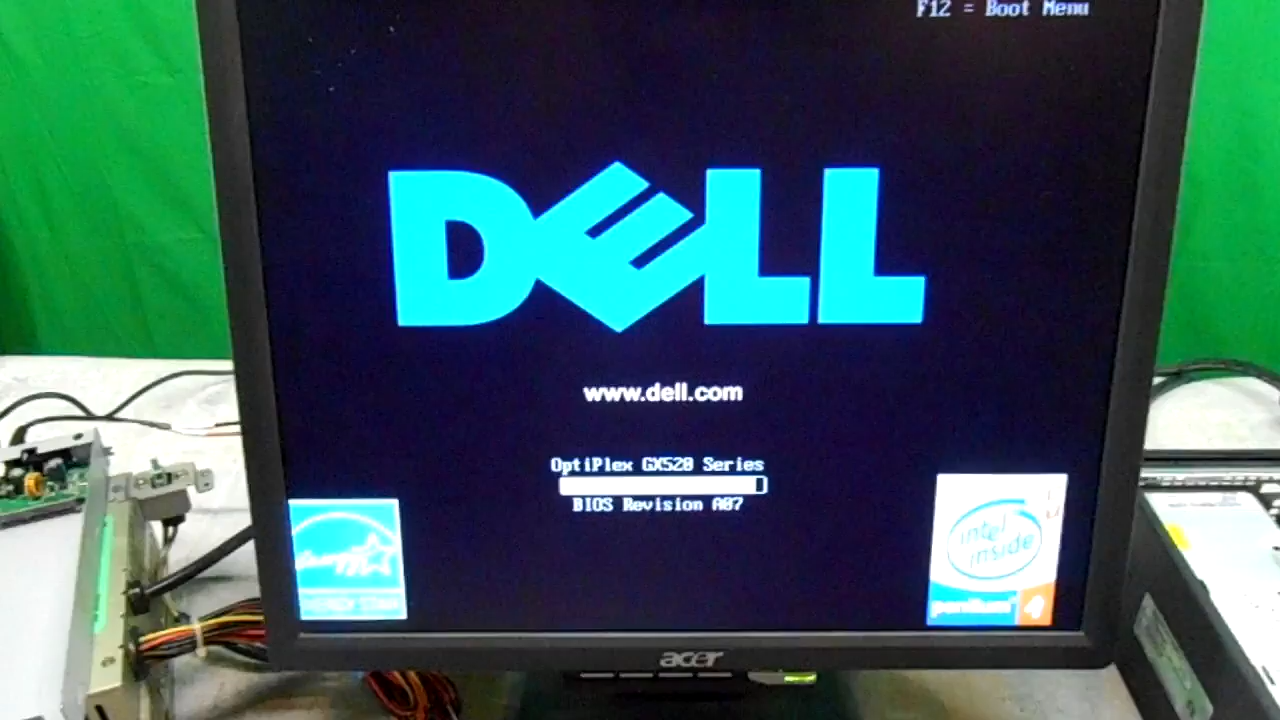 F12 = Boot Menu
DELL
www.dell.com
OptiPlex GX520 Series
BIOS Revision A07
intel
inside
pentium 4
acer